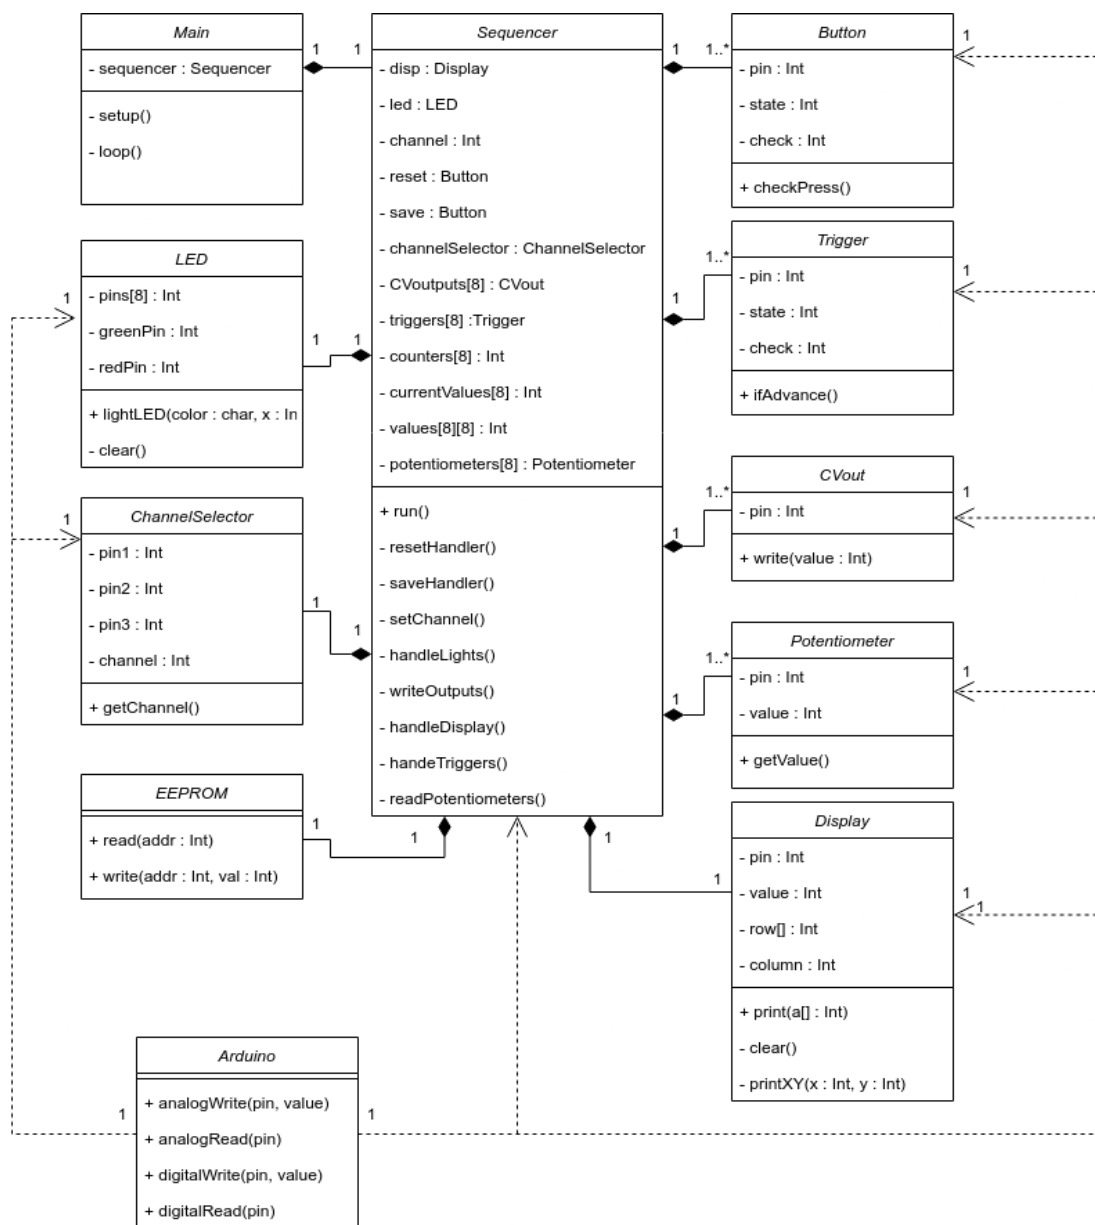 Main
- sequencer : Sequencer
- setup()
- loop()
1
1
Sequencer
- disp : Display
- led : LED
- channel : Int
- reset : Button
- save : Button
- channelSelector : ChannelSelector
- CVoutputs[8] : CVout
- triggers[8] :Trigger
- counters[8] : Int
- currentValues[8] : Int
- values[8][8] : Int
- potentiometers[8] : Potentiometer
+ run()
- resetHandler()
- saveHandler()
- setChannel()
- handleLights()
- writeOutputs()
- handleDisplay()
- handeTriggers()
- readPotentiometers()
1
1..*
Button
- pin : Int
- state : Int
- check : Int
+ checkPress()
1
Trigger
- pin : Int
- state : Int
- check : Int
+ ifAdvance()
1..*
1
1
LED
- pins[8] : Int
- greenPin : Int
- redPin : Int
+ lightLED(color : char, x : In
- clear()
1
1
1
CVout
- pin : Int
+ write(value : Int)
1..*
1
1
ChannelSelector
- pin1 : Int
- pin2 : Int
- pin3 : Int
- channel : Int
+ getChannel()
1
1
1
Potentiometer
- pin : Int
- value : Int
+ getValue()
1..*
1
1
EEPROM
+ read(addr : Int)
+ write(addr : Int, val : Int)
1
1
Display
- pin : Int
- value : Int
- row[] : Int
- column : Int
+ print(a[] : Int)
- clear()
- printXY(x : Int, y : Int)
1
1
1
1
Arduino
+ analogWrite(pin, value)
+ analogRead(pin)
+ digitalWrite(pin, value)
+ digitalRead(pin)
1
1